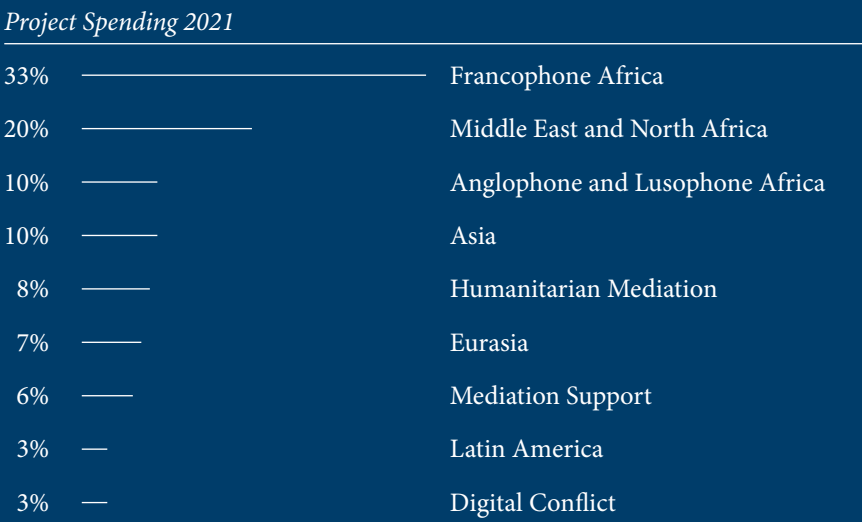 Project Spending 2021
33% Francophone Africa
20% Middle East and North Africa
10% Anglophone and Lusophone Africa
10% Asia
8% Humanitarian Mediation
7% Eurasia
6% Mediation Support
3% Latin America
3% Digital Conflict